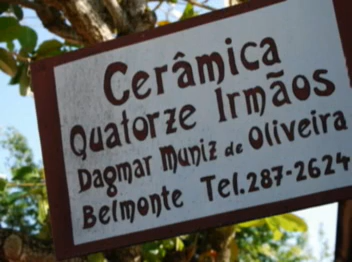 Cerâmica
Quatorze Irmãos
Dagmar Muniz de Oliveira
Belmonte Tel.287-2624